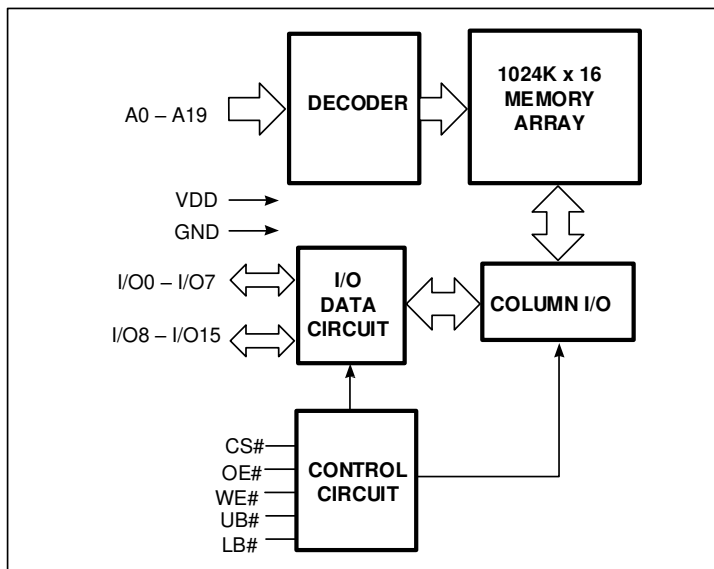 A0 – A19
DECODER
1024K x 16
MEMORY
ARRAY
VDD
GND
I/O0 – I/O7
I/O8 – I/O15
I/O
DATA
CIRCUIT
COLUMN I/O
CS#
OE#
WE#
UB#
LB#
CONTROL
CIRCUIT